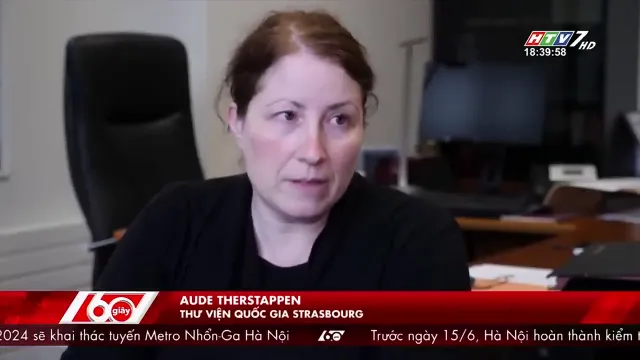 HTV7 HD
18:39:58
AUDE THERSTAPPEN
THƯ VIỆN QUỐC GIA STRASBOURG
60 giây
2024 sẽ khai thác tuyến Metro Nhổn-Ga Hà Nội 60 Trước ngày 15/6, Hà Nội hoàn thành kiểm